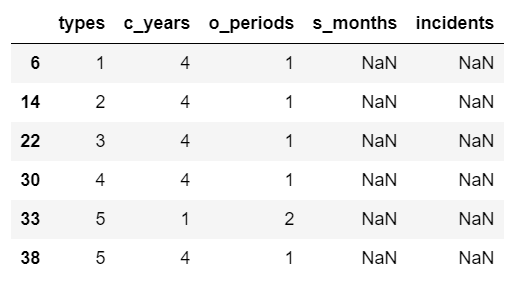 types c_years o_periods s_months incidents
6 1 4 1 NaN NaN
14 2 4 1 NaN NaN
22 3 4 1 NaN NaN
30 4 4 1 NaN NaN
33 5 1 2 NaN NaN
38 5 4 1 NaN NaN